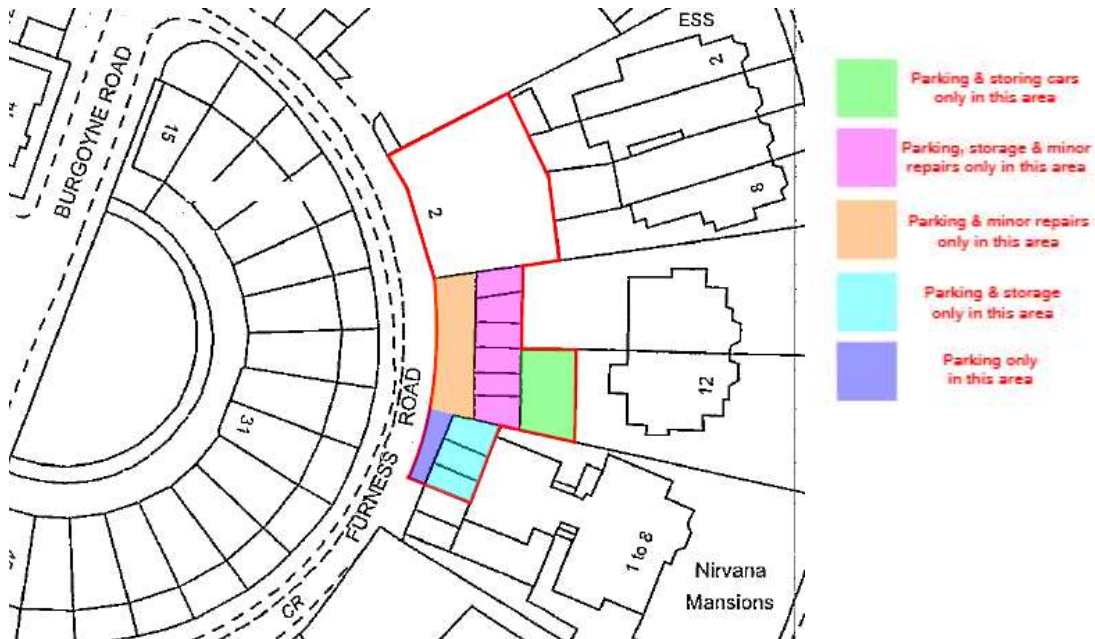 ESS
BURGOYNE ROAD
15
2
8
2
12
31
ROAD
FURNESS
CR
1 to 8
Nirvana
Mansions
Parking & storing cars
only in this area
Parking, storage & minor
repairs only in this area
Parking & minor repairs
only in this area
Parking & storage
only in this area
Parking only
in this area